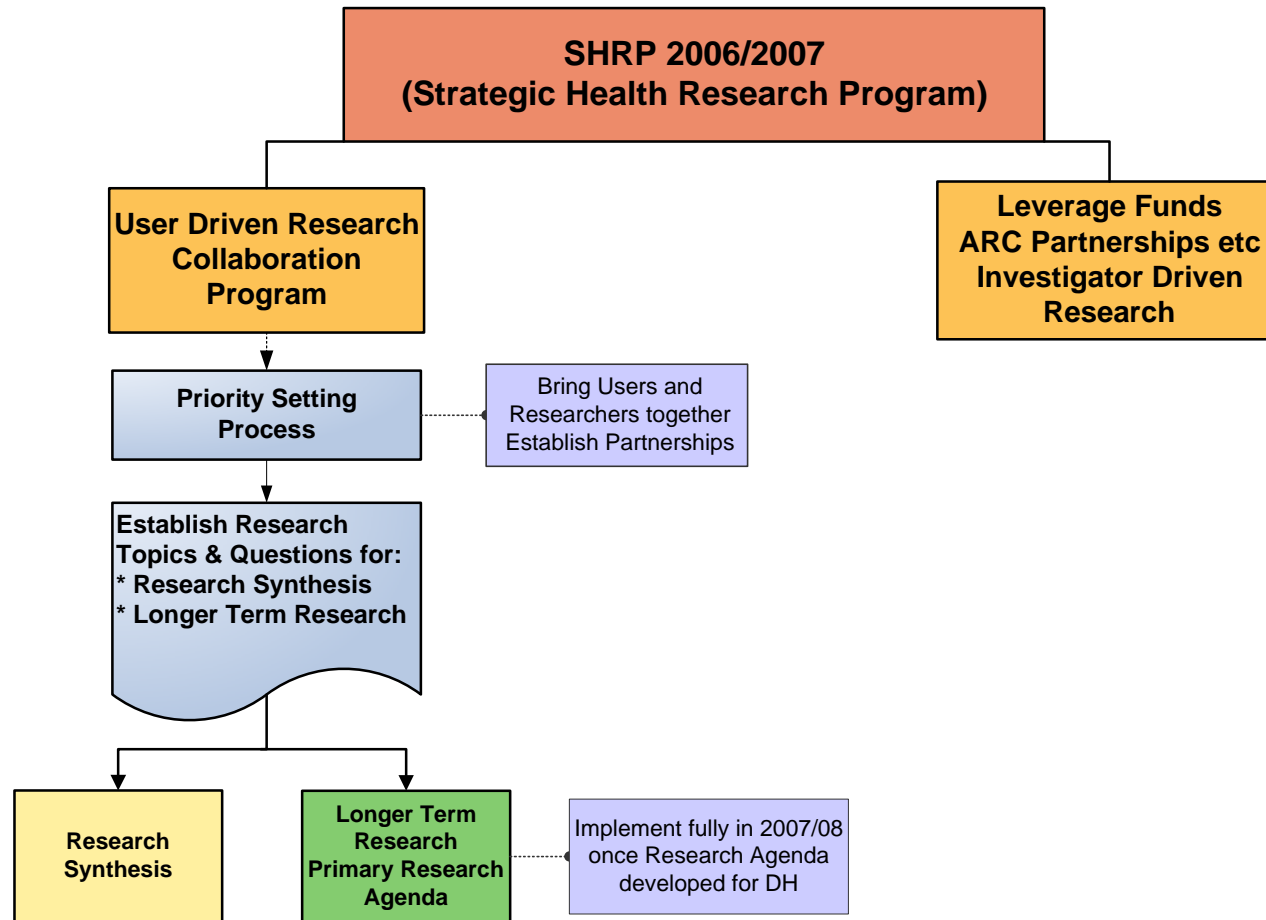 SHRP 2006/2007
(Strategic Health Research Program)
User Driven Research
Collaboration
Program
Leverage Funds
ARC Partnerships etc
Investigator Driven
Research
Priority Setting
Process
Bring Users and
Researchers together
Establish Partnerships
Establish Research
Topics & Questions for:
* Research Synthesis
* Longer Term Research
Research
Synthesis
Longer Term
Research
Primary Research
Agenda
Implement fully in 2007/08
once Research Agenda
developed for DH